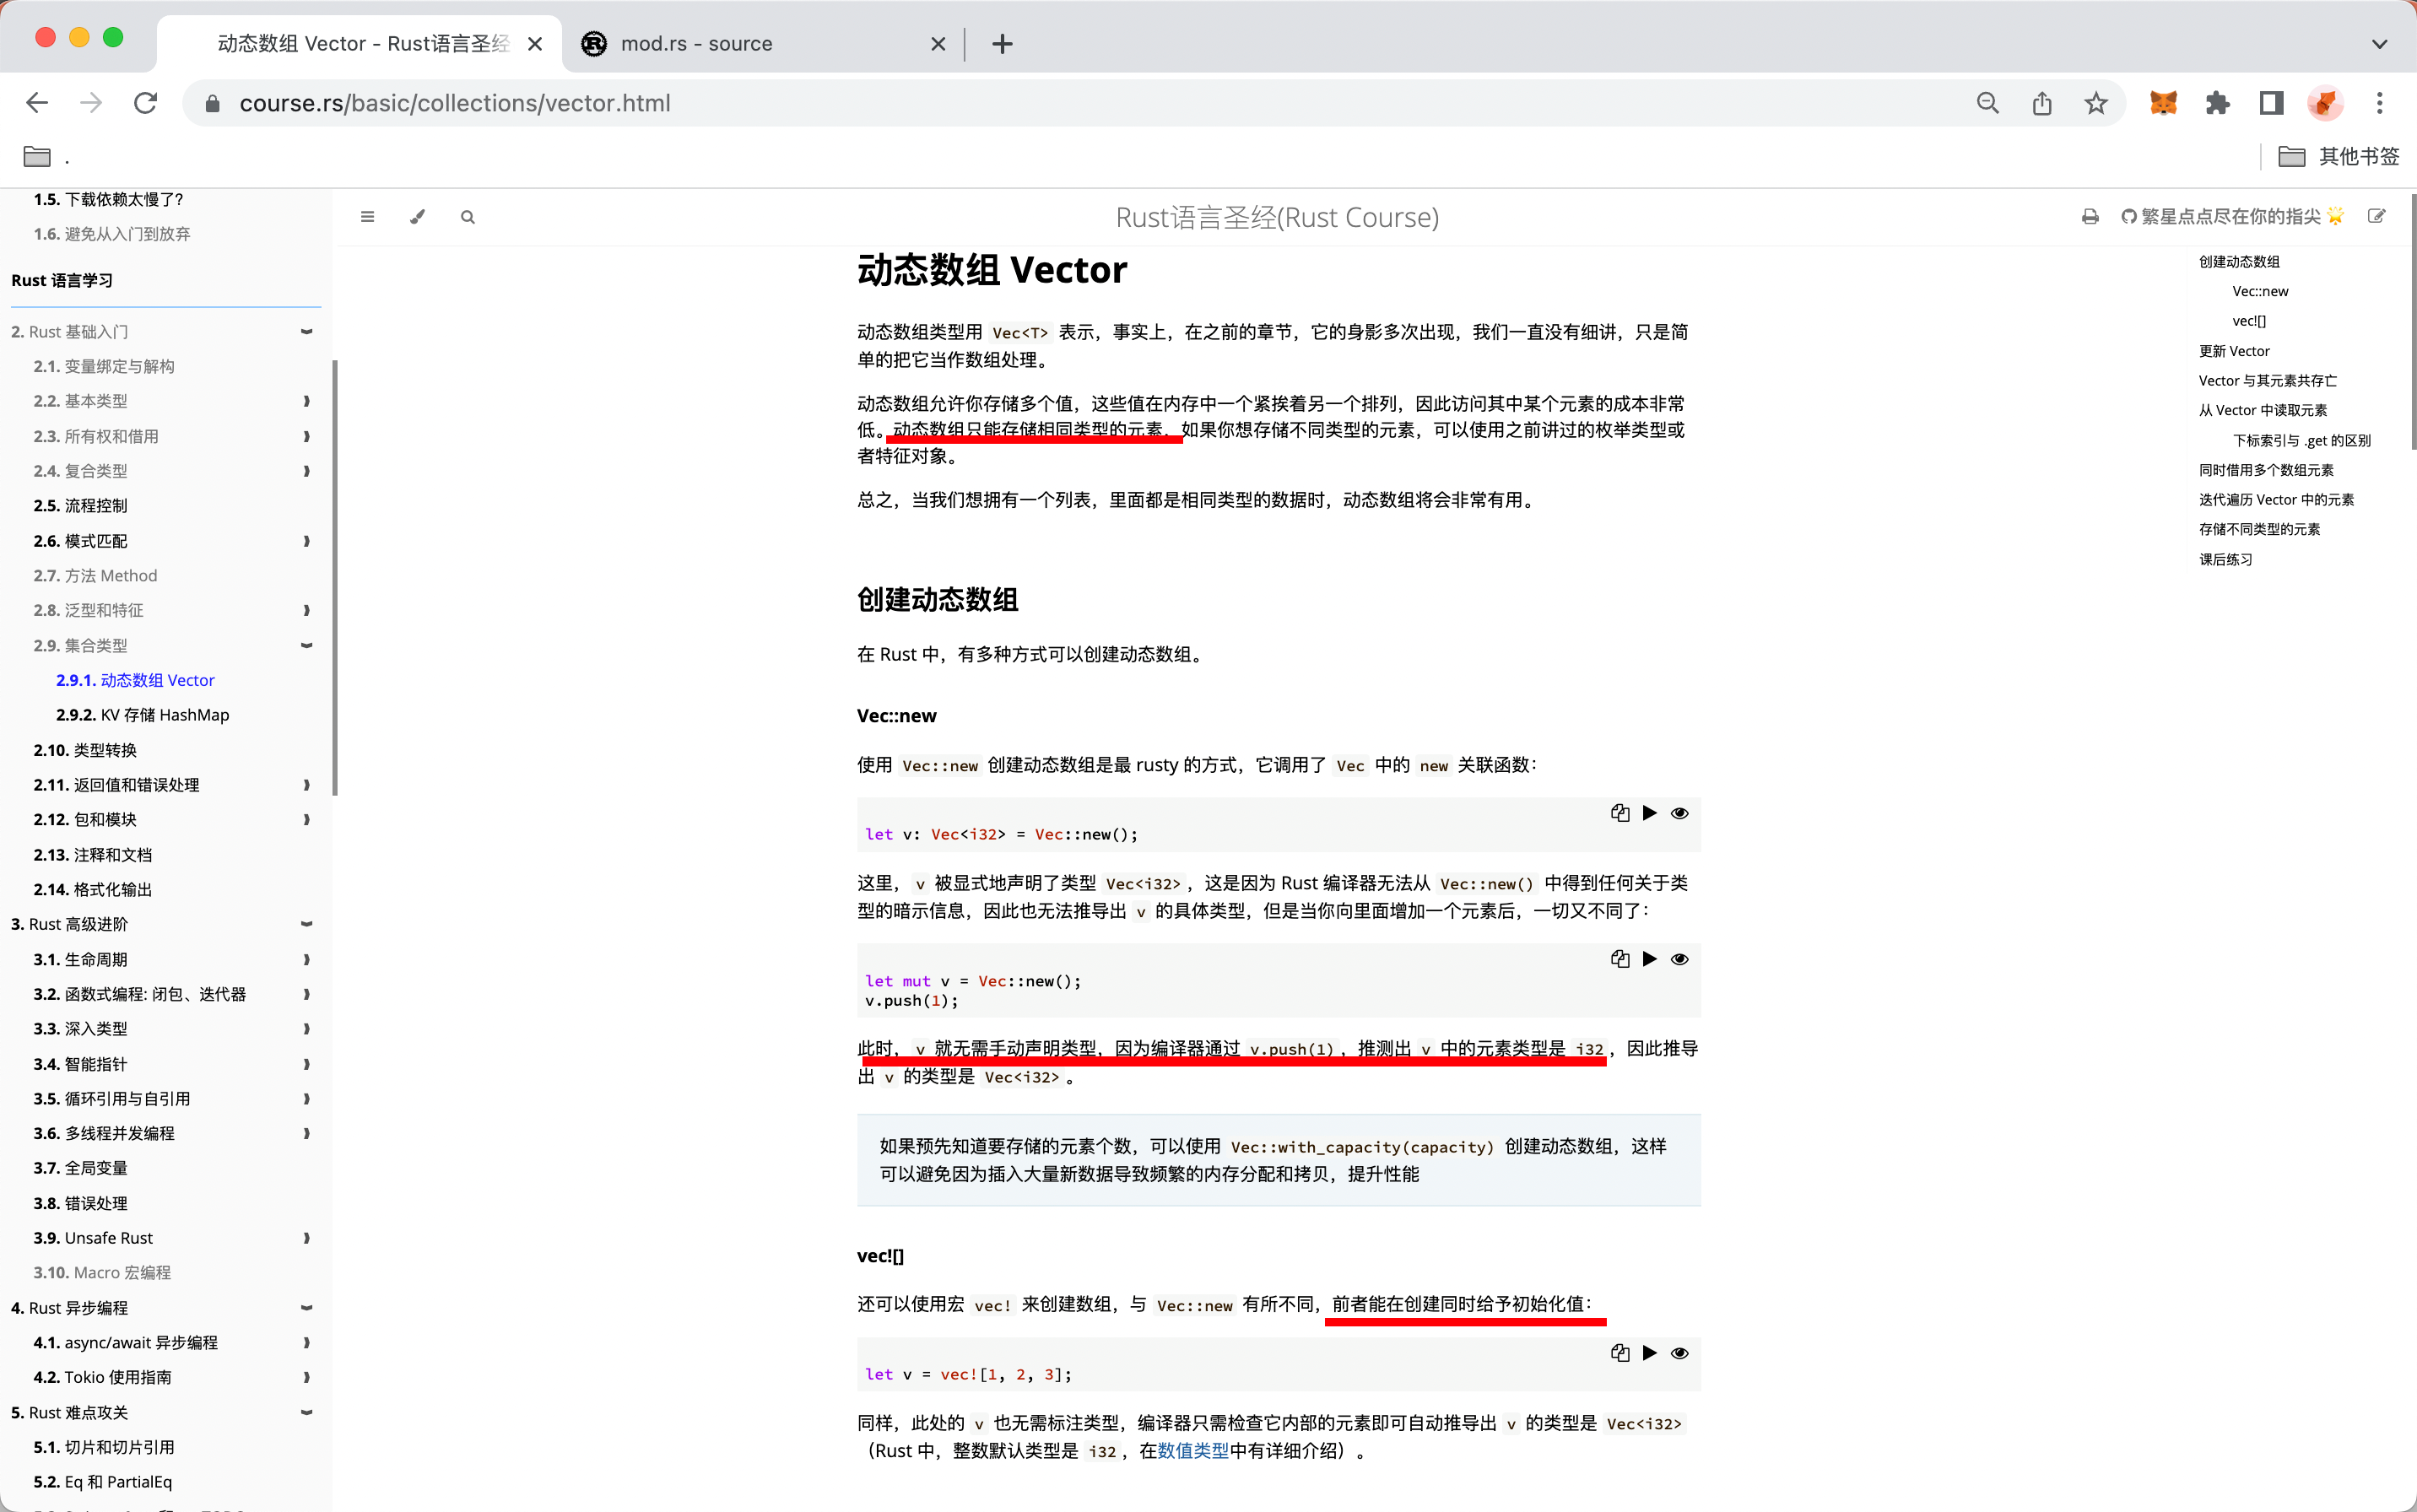 动态数组 Vector - Rust语言圣经
mod.rs - source
course.rs/basic/collections/vector.html
.
其他书签
1.5. 下载依赖太慢了?
1.6. 避免从入门到放弃
Rust 语言学习
2. Rust 基础入门
2.1. 变量绑定与解构
2.2. 基本类型
2.3. 所有权和借用
2.4. 复合类型
2.5. 流程控制
2.6. 模式匹配
2.7. 方法 Method
2.8. 泛型和特征
2.9. 集合类型
2.9.1. 动态数组 Vector
2.9.2. KV 存储 HashMap
2.10. 类型转换
2.11. 返回值和错误处理
2.12. 包和模块
2.13. 注释和文档
2.14. 格式化输出
3. Rust 高级进阶
3.1. 生命周期
3.2. 函数式编程: 闭包、迭代器
3.3. 深入类型
3.4. 智能指针
3.5. 循环引用与自引用
3.6. 多线程并发编程
3.7. 全局变量
3.8. 错误处理
3.9. Unsafe Rust
3.10. Macro 宏编程
4. Rust 异步编程
4.1. async/await 异步编程
4.2. Tokio 使用指南
5. Rust 难点攻关
5.1. 切片和切片引用
5.2. Eq 和 PartialEq
Rust语言圣经(Rust Course)
繁星点点尽在你的指尖 🌟
动态数组 Vector
动态数组类型用 Vec<T> 表示，事实上，在之前的章节，它的身影多次出现，我们一直没有细讲，只是简
单的把它当作数组处理。
动态数组允许你存储多个值，这些值在内存中一个紧挨着另一个排列，因此访问其中某个元素的成本非常
低。动态数组只能存储相同类型的元素，如果你想存储不同类型的元素，可以使用之前讲过的枚举类型或
者特征对象。
总之，当我们想拥有一个列表，里面都是相同类型的数据时，动态数组将会非常有用。
创建动态数组
在 Rust 中，有多种方式可以创建动态数组。
Vec::new
使用 Vec::new 创建动态数组是最 rusty 的方式，它调用了 Vec 中的 new 关联函数：
let v: Vec<i32> = Vec::new();
这里，v 被显式地声明了类型 Vec<i32>，这是因为 Rust 编译器无法从 Vec::new() 中得到任何关于类
型的暗示信息，因此也无法推导出 v 的具体类型，但是当你向里面增加一个元素后，一切又不同了：
let mut v = Vec::new();
v.push(1);
此时，v 就无需手动声明类型，因为编译器通过 v.push(1)，推测出 v 中的元素类型是 i32，因此推导
出 v 的类型是 Vec<i32>。
如果预先知道要存储的元素个数，可以使用 Vec::with_capacity(capacity) 创建动态数组，这样
可以避免因为插入大量新数据导致频繁的内存分配和拷贝，提升性能
vec![]
还可以使用宏 vec! 来创建数组，与 Vec::new 有所不同，前者能在创建同时给予初始化值：
let v = vec![1, 2, 3];
同样，此处的 v 也无需标注类型，编译器只需检查它内部的元素即可自动推导出 v 的类型是 Vec<i32>
（Rust 中，整数默认类型是 i32，在数值类型中有详细介绍）。
创建动态数组
Vec::new
vec![]
更新 Vector
Vector 与其元素共存亡
从 Vector 中读取元素
下标索引与 .get 的区别
同时借用多个数组元素
迭代遍历 Vector 中的元素
存储不同类型的元素
课后练习